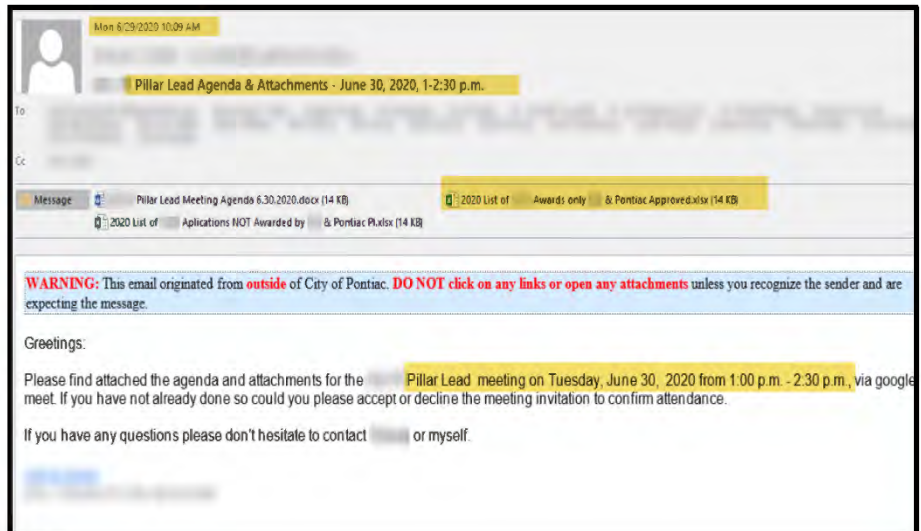 Mon 6/29/2020 10:09 AM
Pillar Lead Agenda & Attachments - June 30, 2020, 1-2:30 p.m.
To
Cc
Message Pillar Lead Meeting Agenda 6.30.2020.docx (14 KB) 2020 List of Awards only & Pontiac Approved.xlsx (14 KB)
2020 List of Aplications NOT Awarded by & Pontiac PI.xlsx (14 KB)
WARNING: This email originated from outside of City of Pontiac. DO NOT click on any links or open any attachments unless you recognize the sender and are
expecting the message.
Greetings:
Please find attached the agenda and attachments for the Pillar Lead meeting on Tuesday, June 30, 2020 from 1:00 p.m. - 2:30 p.m., via google
meet. If you have not already done so could you please accept or decline the meeting invitation to confirm attendance.
If you have any questions please don't hesitate to contact or myself.